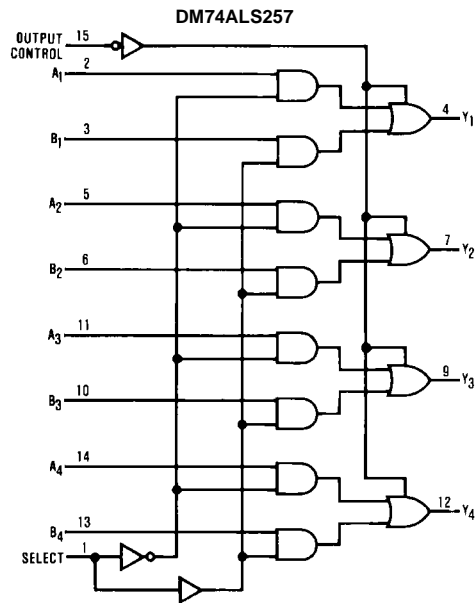 DM74ALS257
OUTPUT CONTROL 15
A1 2
B1 3
4 Y1
A2 5
B2 6
7 Y2
A3 11
B3 10
9 Y3
A4 14
B4 13
12 Y4
SELECT 1